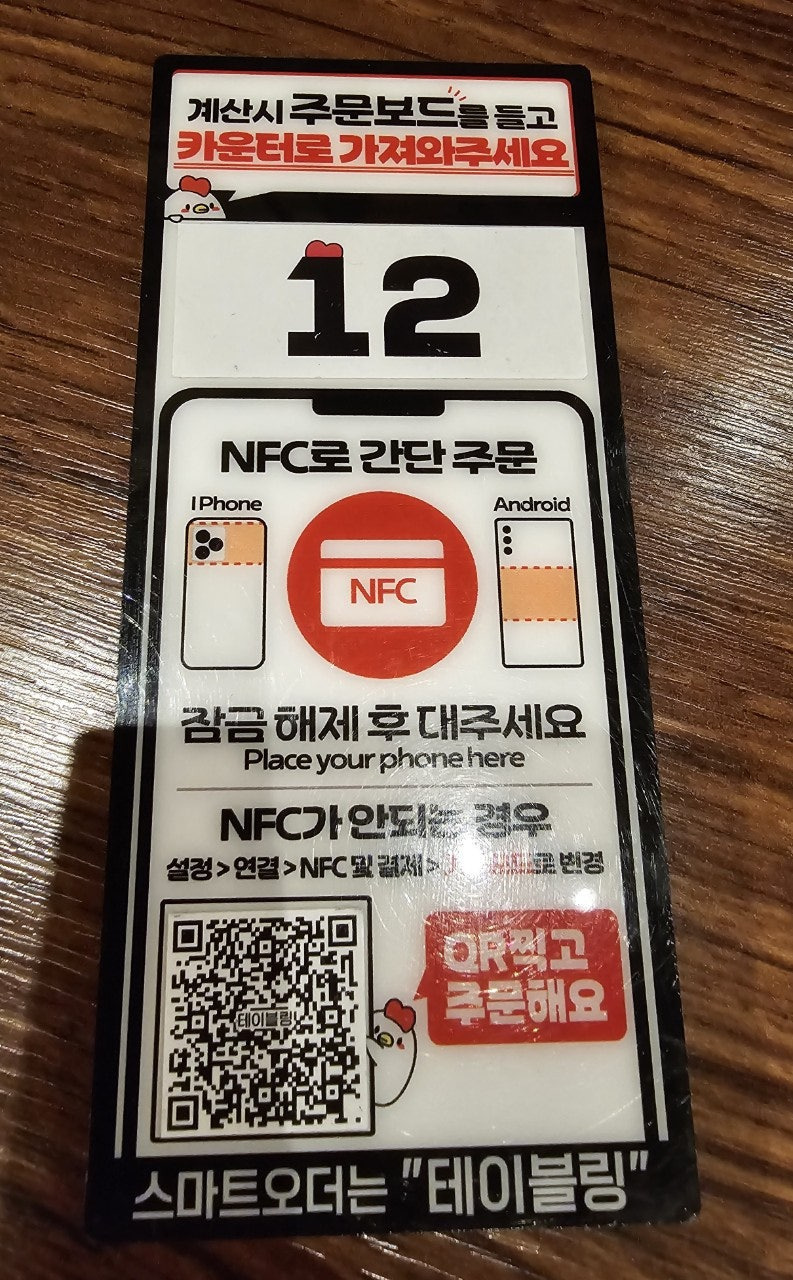 계산시 주문보드를 들고
카운터로 가져와주세요
12
NFC로 간단 주문
IPhone
Android
NFC
잠금 해제 후 대주세요
Place your phone here
NFC가 안되는 경우
설정 > 연결 > NFC 및 결제 > 로 변경
테이블링
QR찍고
주문해요
스마트오더는 "테이블링"